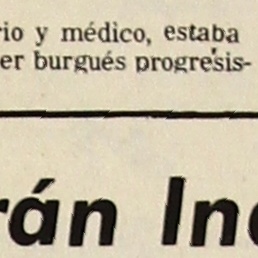 rio y médico, estaba
er burgués progresis-
rán In